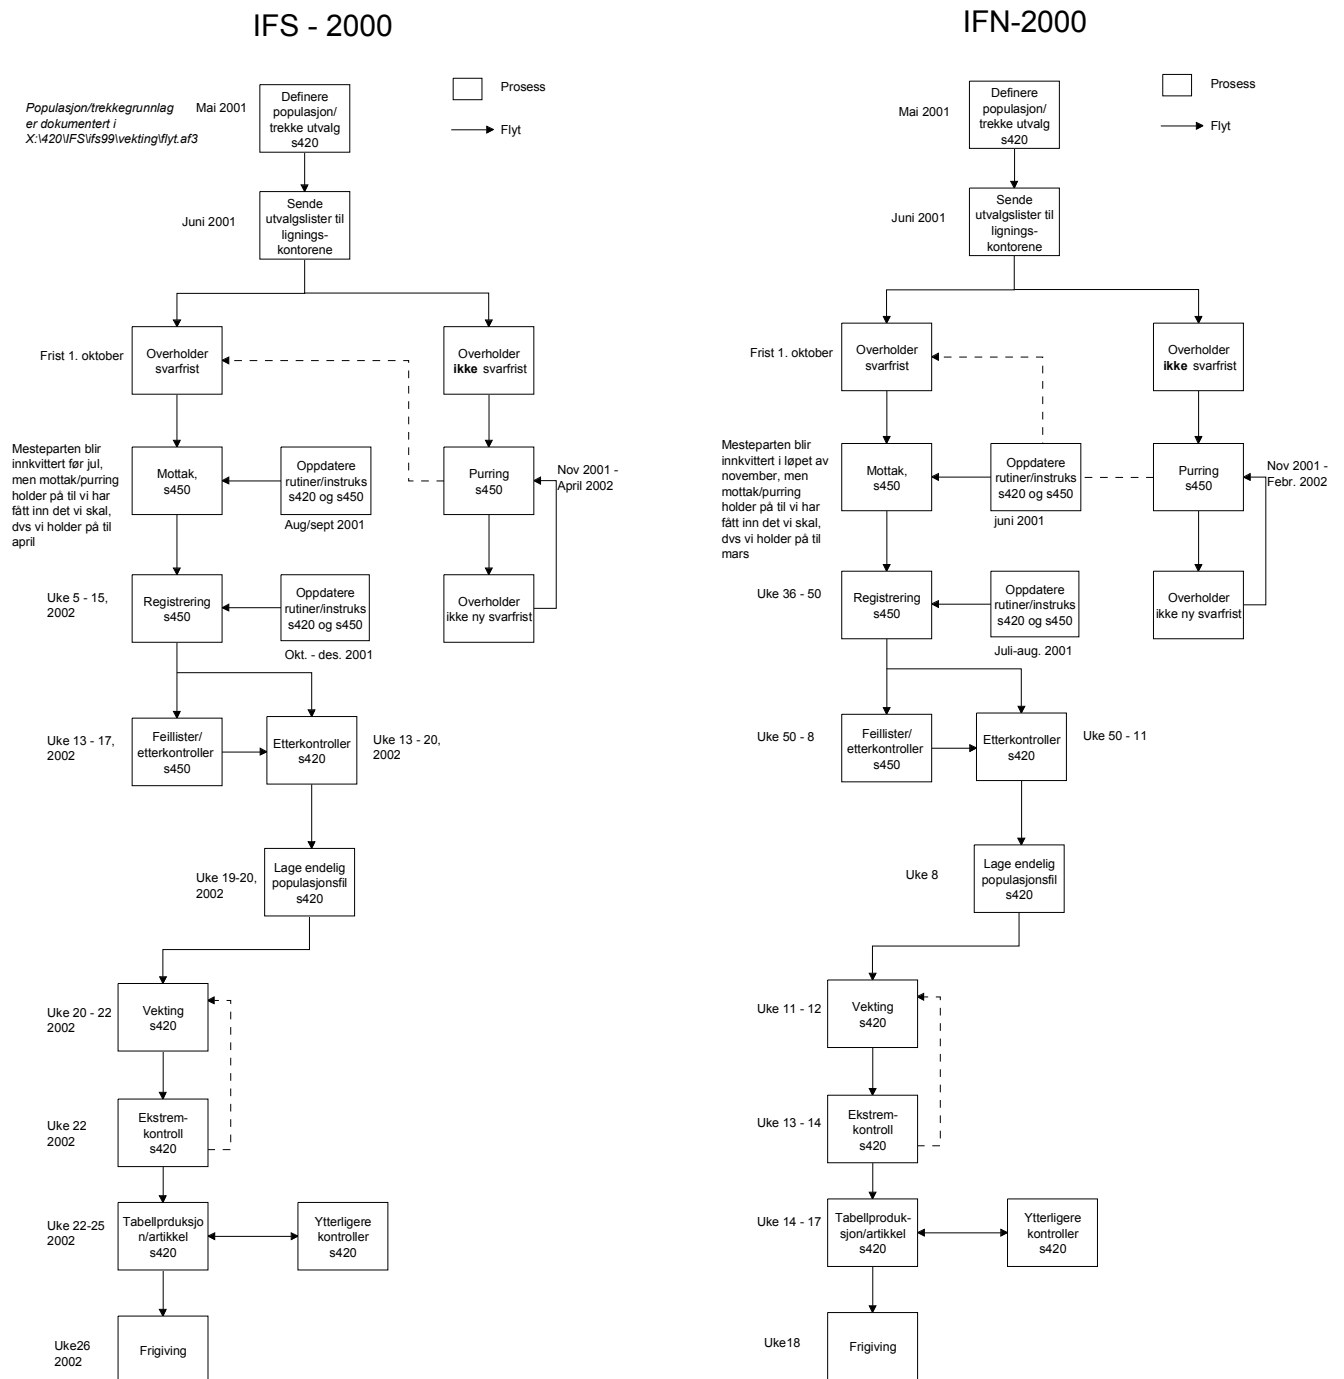 IFS - 2000
Prosess
Flyt
Populasjon/trekkegrunnlag
er dokumentert i
X:\420\IFS\ifs99\vekting\flyt.af3
Mai 2001
Definere
populasjon/
trekke utvalg
s420
Juni 2001
Sende
utvalgslister til
lignings-
kontorene
Frist 1. oktober
Overholder
svarfrist
Overholder
ikke svarfrist
Mesteparten blir
innkvittert før jul,
men mottak/purring
holder på til vi har
fått inn det vi skal,
dvs vi holder på til
april
Mottak,
s450
Oppdatere
rutiner/instruks
s420 og s450
Aug/sept 2001
Purring
s450
Nov 2001 -
April 2002
Uke 5 - 15,
2002
Registrering
s450
Oppdatere
rutiner/instruks
s420 og s450
Okt. - des. 2001
Overholder
ikke ny svarfrist
Uke 13 - 17,
2002
Feillister/
etterkontroller
s450
Etterkontroller
s420
Uke 13 - 20,
2002
Uke 19-20,
2002
Lage endelig
populasjonsfil
s420
Uke 20 - 22
2002
Vekting
s420
Uke 22
2002
Ekstrem-
kontroll
s420
Uke 22-25
2002
Tabellprduksjo
n/artikkel
s420
Ytterligere
kontroller
s420
Uke26
2002
Frigiving
IFN-2000
Prosess
Flyt
Mai 2001
Definere
populasjon/
trekke utvalg
s420
Juni 2001
Sende
utvalgslister til
lignings-
kontorene
Frist 1. oktober
Overholder
svarfrist
Overholder
ikke svarfrist
Mesteparten blir
innkvittert i løpet av
november, men
mottak/purring
holder på til vi har
fått inn det vi skal,
dvs vi holder på til
mars
Mottak,
s450
Oppdatere
rutiner/instruks
s420 og s450
juni 2001
Purring
s450
Nov 2001 -
Febr. 2002
Uke 36 - 50
Registrering
s450
Oppdatere
rutiner/instruks
s420 og s450
Juli-aug. 2001
Overholder
ikke ny svarfrist
Uke 50 - 8
Feillister/
etterkontroller
s450
Etterkontroller
s420
Uke 50 - 11
Uke 8
Lage endelig
populasjonsfil
s420
Uke 11 - 12
Vekting
s420
Uke 13 - 14
Ekstrem-
kontroll
s420
Uke 14 - 17
Tabellproduk-
sjon/artikkel
s420
Ytterligere
kontroller
s420
Uke18
Frigiving